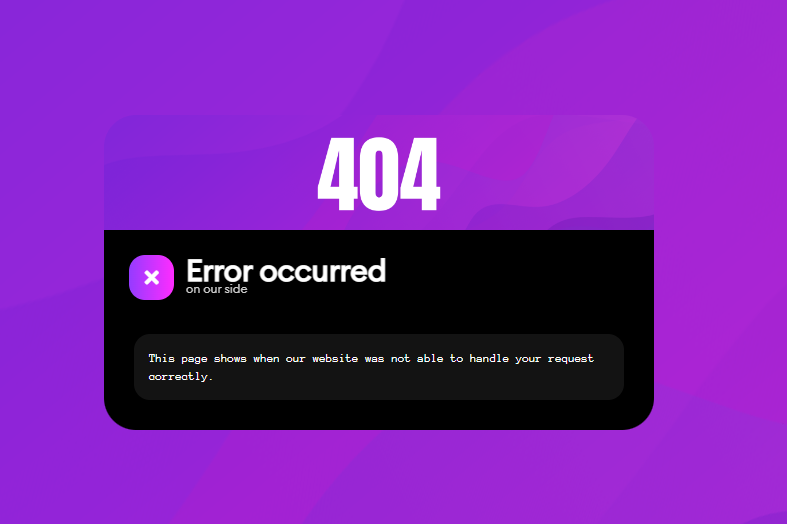 404
Error occurred
on our side
This page shows when our website was not able to handle your request
correctly.